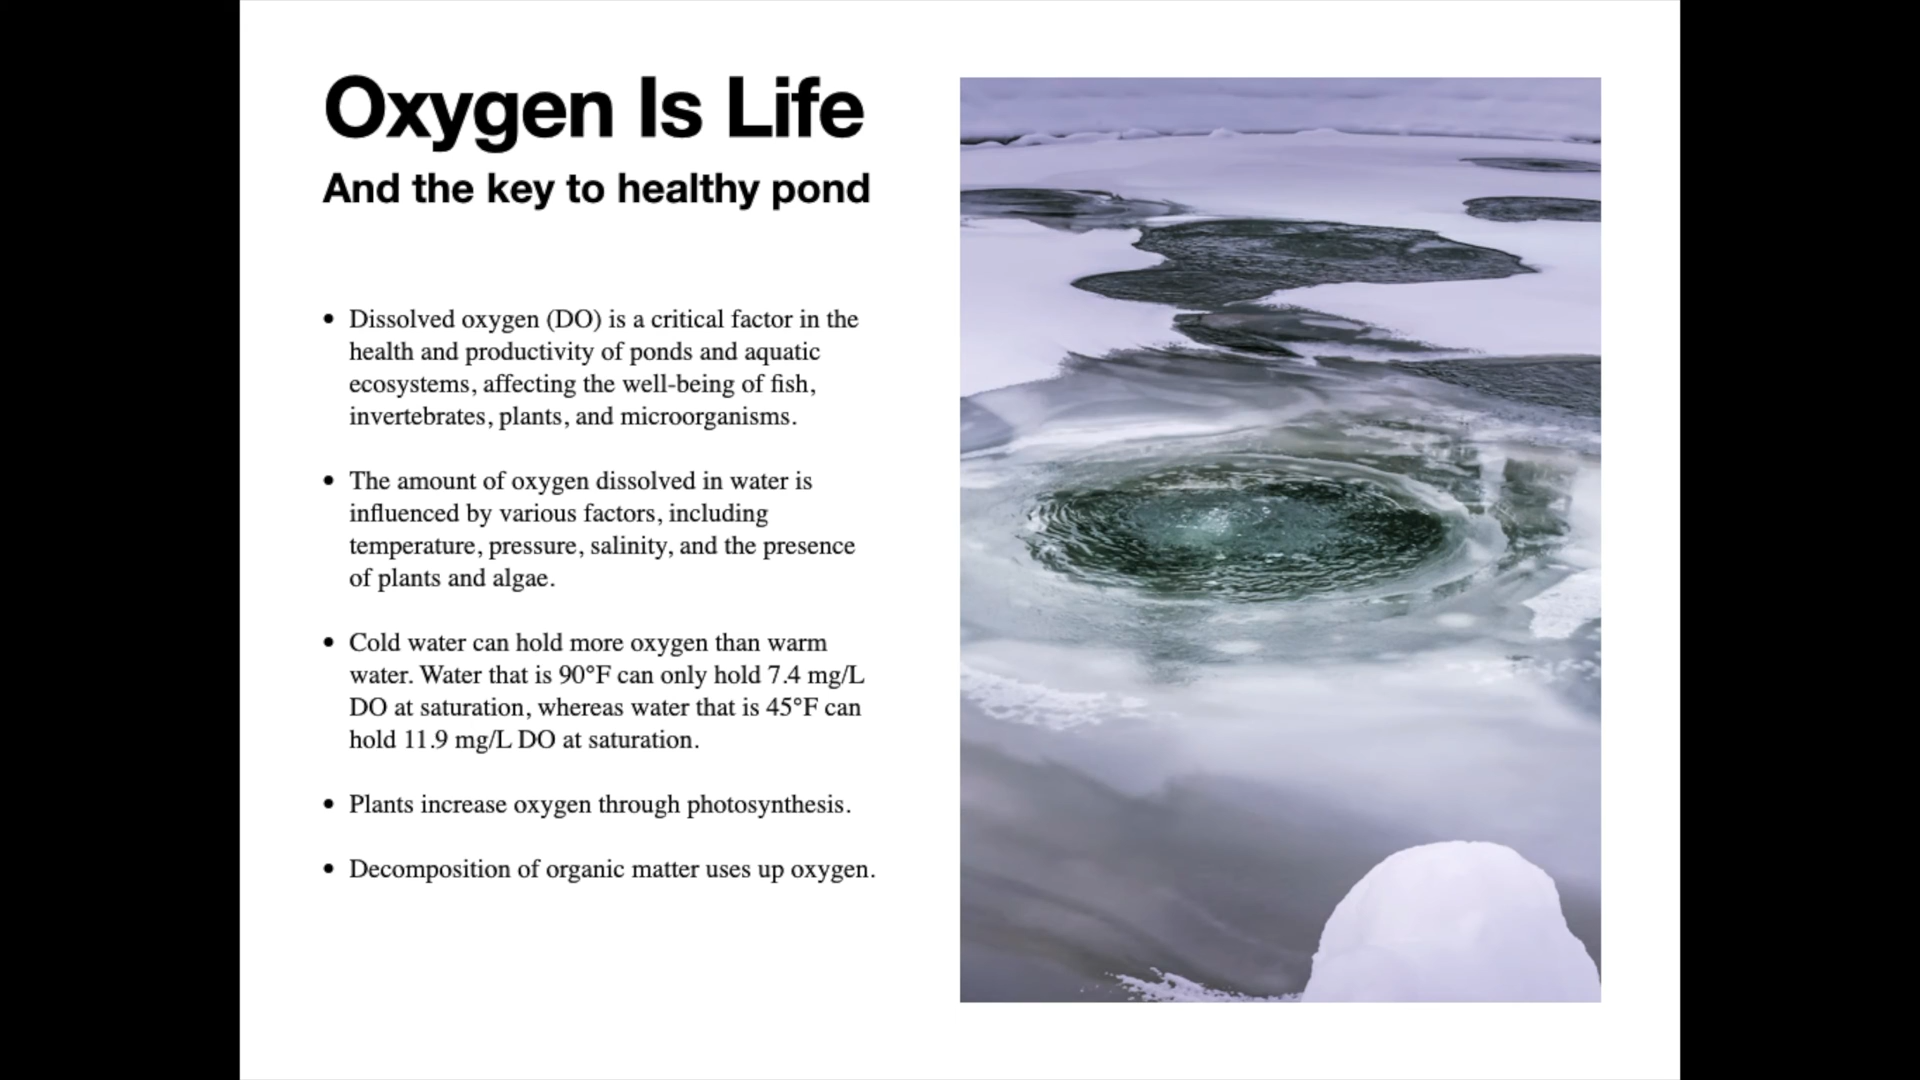 Oxygen Is Life
And the key to healthy pond
• Dissolved oxygen (DO) is a critical factor in the
health and productivity of ponds and aquatic
ecosystems, affecting the well-being of fish,
invertebrates, plants, and microorganisms.
• The amount of oxygen dissolved in water is
influenced by various factors, including
temperature, pressure, salinity, and the presence
of plants and algae.
• Cold water can hold more oxygen than warm
water. Water that is 90°F can only hold 7.4 mg/L
DO at saturation, whereas water that is 45°F can
hold 11.9 mg/L DO at saturation.
• Plants increase oxygen through photosynthesis.
• Decomposition of organic matter uses up oxygen.